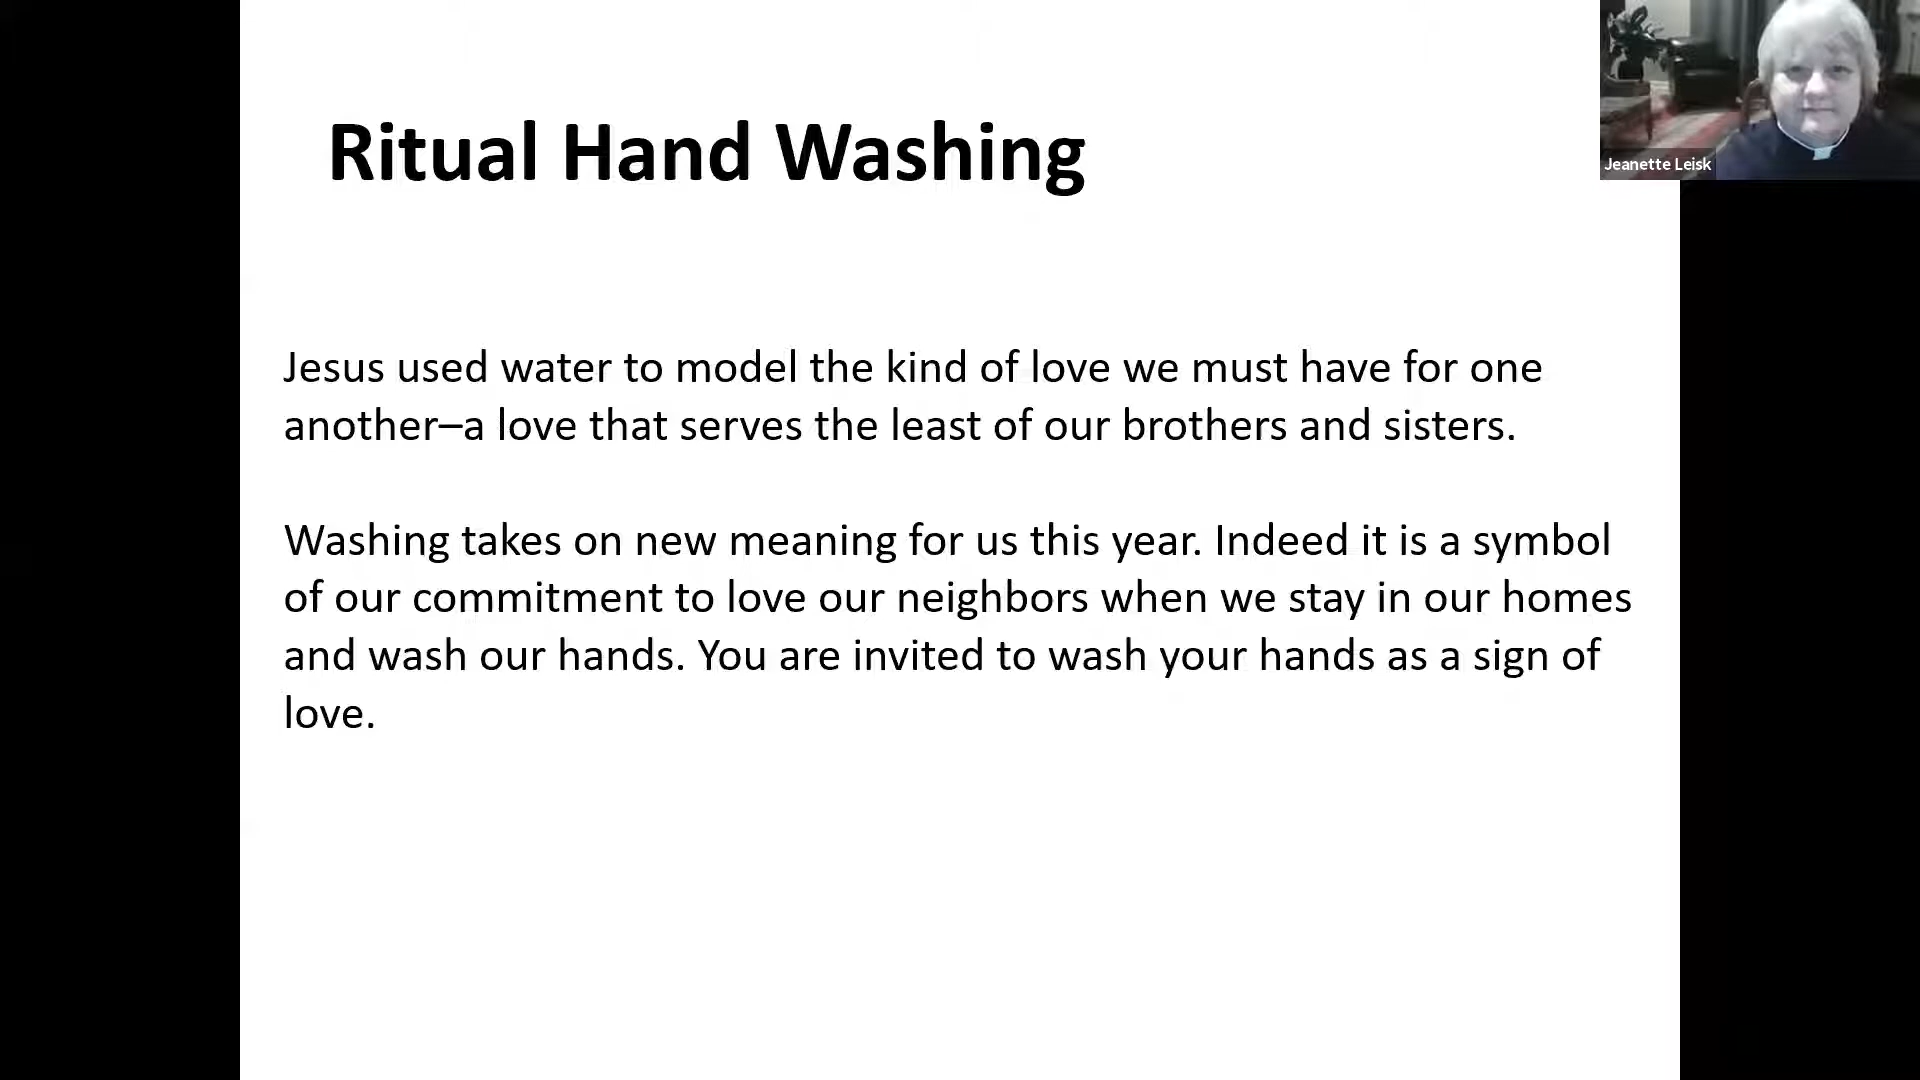 Ritual Hand Washing
Jeanette Leisk
Jesus used water to model the kind of love we must have for one
another–a love that serves the least of our brothers and sisters.
Washing takes on new meaning for us this year. Indeed it is a symbol
of our commitment to love our neighbors when we stay in our homes
and wash our hands. You are invited to wash your hands as a sign of
love.